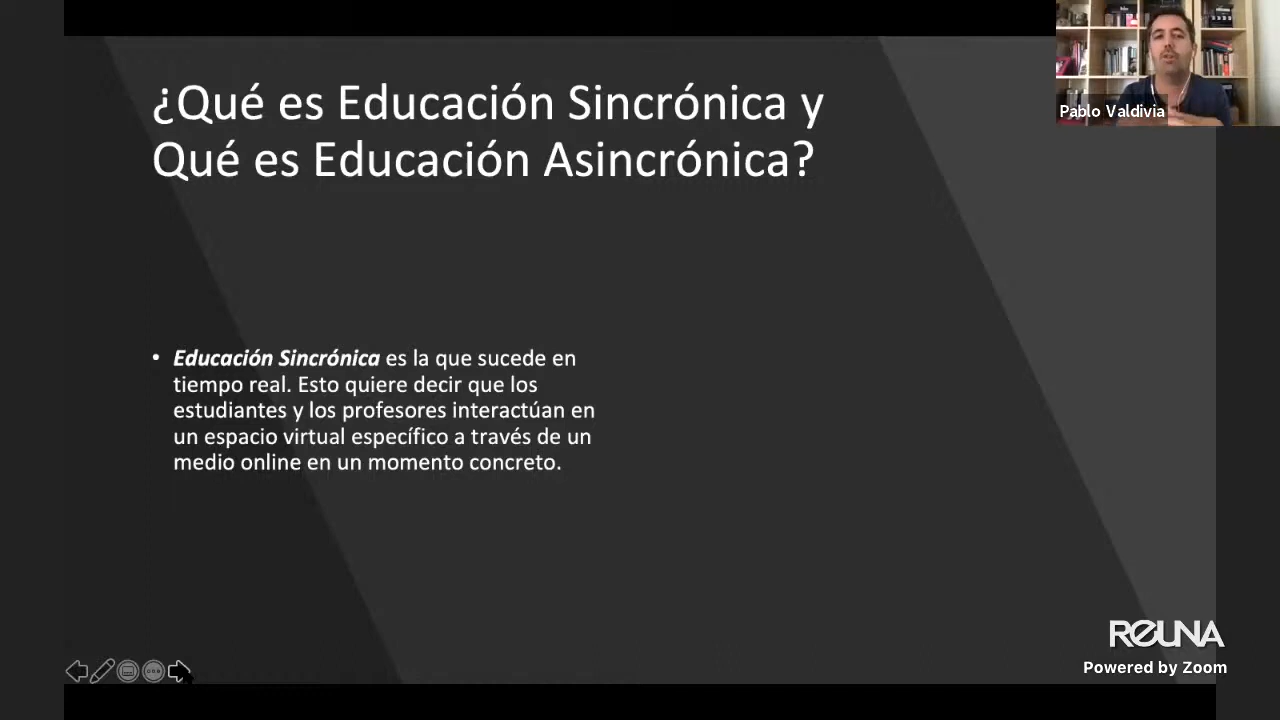 ¿Qué es Educación Sincrónica y
Qué es Educación Asincrónica?
Pablo Valdivia
• Educación Sincrónica es la que sucede en
tiempo real. Esto quiere decir que los
estudiantes y los profesores interactúan en
un espacio virtual específico a través de un
medio online en un momento concreto.
REUNA
Powered by Zoom